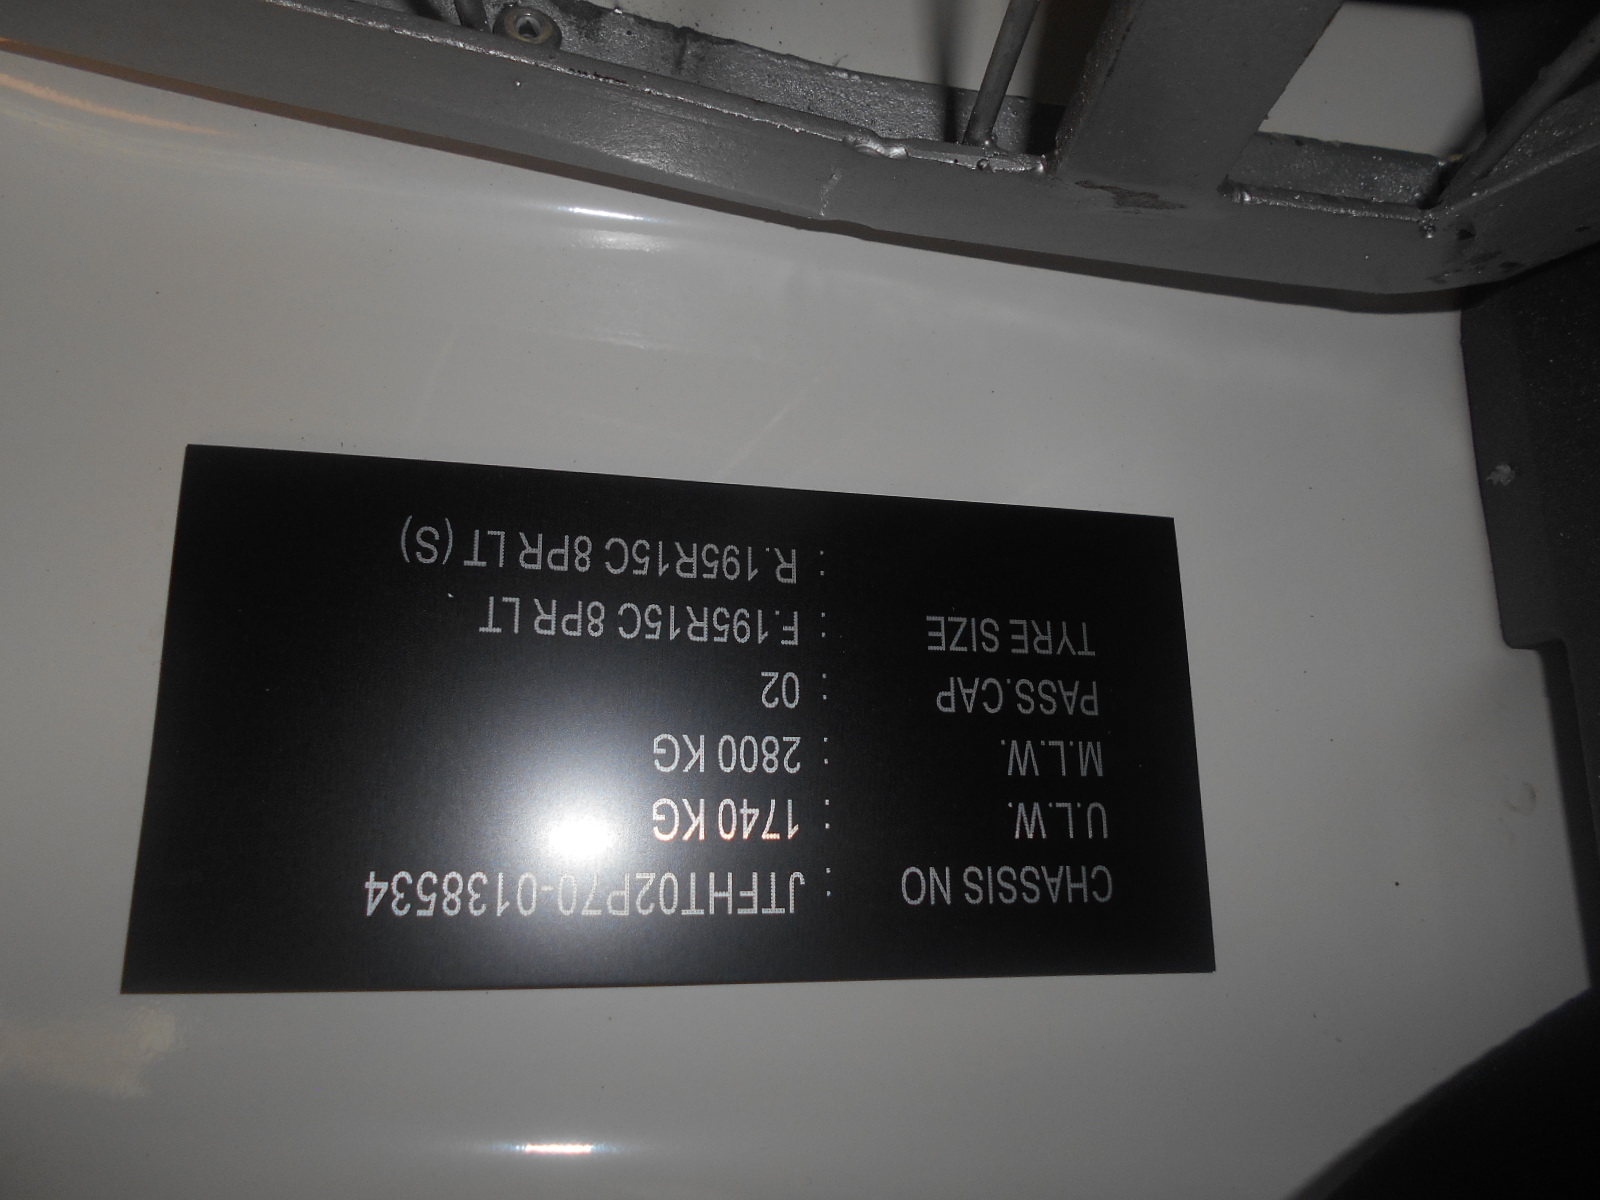 CHASSIS NO : JTFHT02P70-0138534
U.L.W. : 1740 KG
M.L.W. : 2800 KG
PASS.CAP : 02
TYRE SIZE : F.195R15C 8PR LT
: R.195R15C 8PR LT (S)